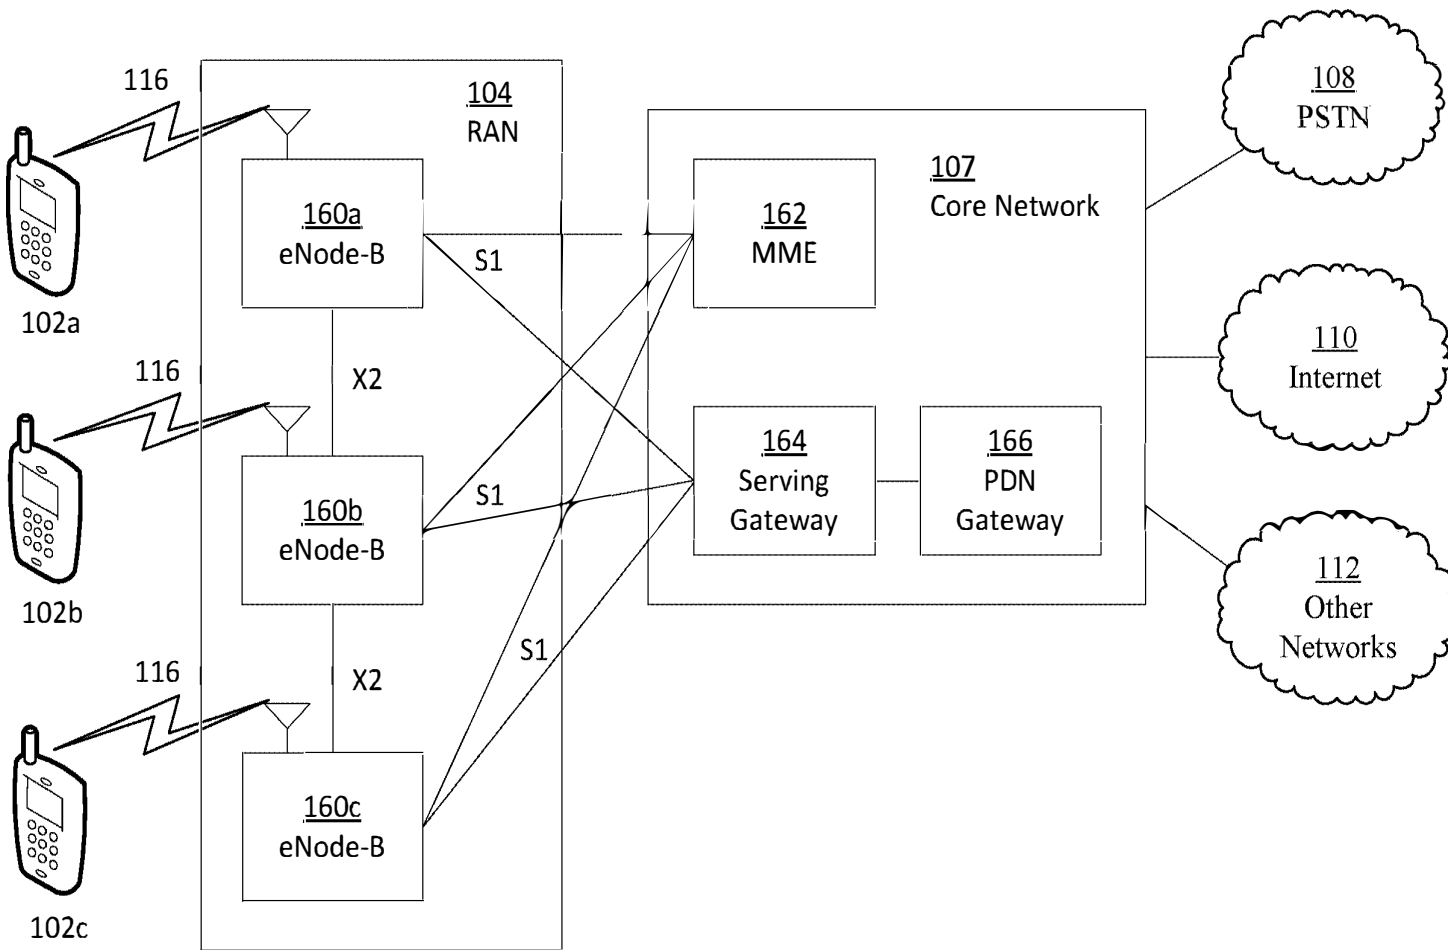 116
104
RAN
160a
eNode-B
102a
S1
X2
116
160b
eNode-B
102b
S1
X2
116
160c
eNode-B
102c
S1
107
Core Network
162
MME
164
Serving
Gateway
166
PDN
Gateway
108
PSTN
110
Internet
112
Other
Networks